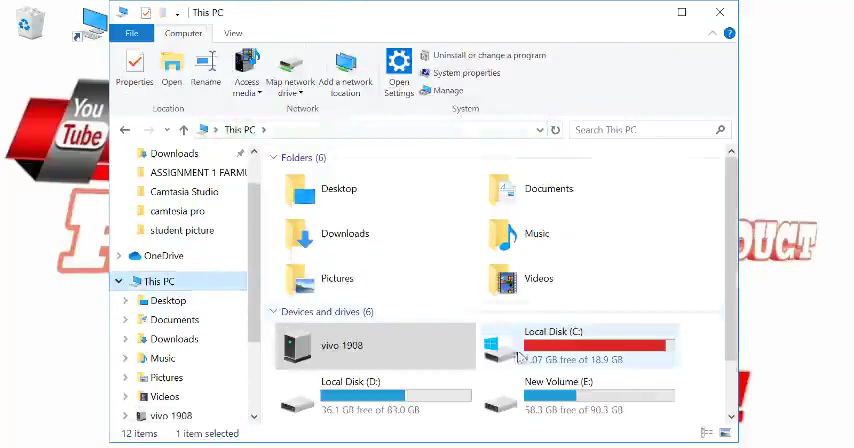 This PC
File
Computer
View
Properties
Open
Rename
Access media
Map network drive
Add a network location
Open Settings
Uninstall or change a program
System properties
Manage
Location
Network
System
This PC
Search This PC
You
Tube
Downloads
ASSIGNMENT 1 FARMU
Camtasia Studio
camtesia pro
student picture
OneDrive
This PC
Desktop
Documents
Downloads
Music
Pictures
Videos
vivo 1908
Folders (6)
Desktop
Documents
Downloads
Music
Pictures
Videos
Devices and drives (6)
vivo 1908
Local Disk (C:)
.07 GB free of 18.9 GB
Local Disk (D:)
36.1 GB free of 83.0 GB
New Volume (E:)
58.3 GB free of 90.3 GB
12 items
1 item selected